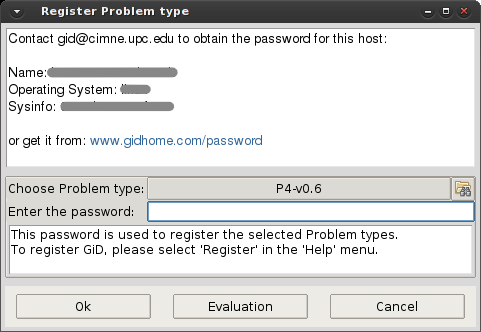 Register Problem type
Contact gid@cimne.upc.edu to obtain the password for this host:
Name:
Operating System:
Sysinfo:
or get it from: www.gidhome.com/password
Choose Problem type: P4-v0.6
Enter the password:
This password is used to register the selected Problem types.
To register GiD, please select 'Register' in the 'Help' menu.
Ok Evaluation Cancel